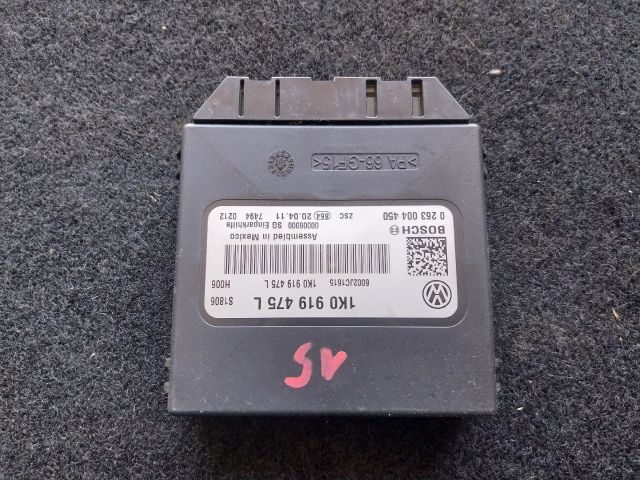 1K0 919 475 L
S1806
6002JC1615 1K0 919 475 L H006
Assembled in Mexico
00006000 SG Einparkhilfe
BOSCH
0 263 004 450 ZSC 864 20.04.11 7494 0212
>PA 66-GF15<
AS